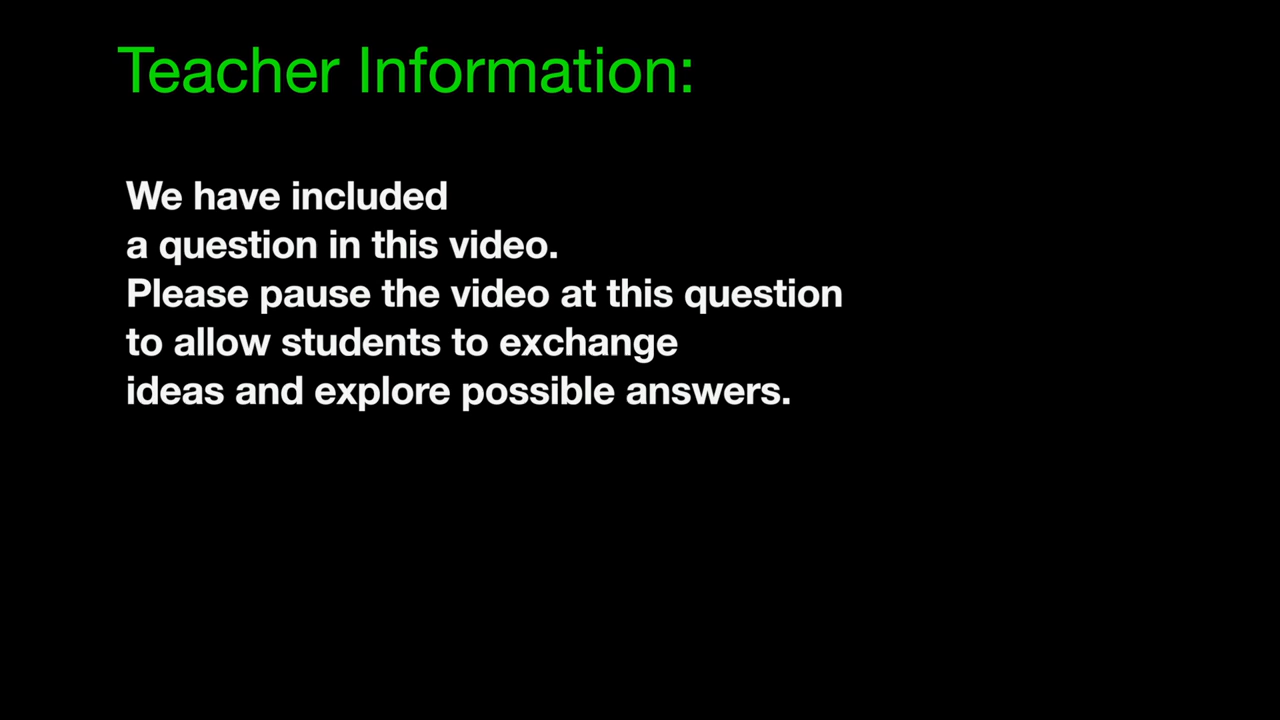 Teacher Information:
We have included
a question in this video.
Please pause the video at this question
to allow students to exchange
ideas and explore possible answers.